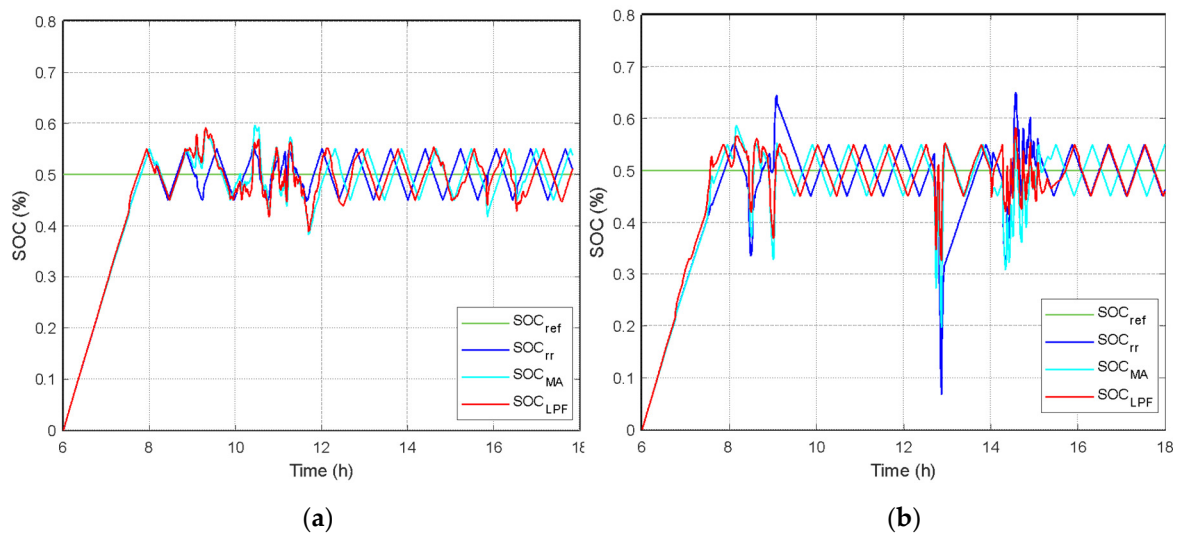 0.8
0.7
0.6
0.5
0.4
0.3
0.2
0.1
0
SOC (%)
6 8 10 12 14 16 18
Time (h)
SOCref
SOCrr
SOCMA
SOCLPF
(a)
0.8
0.7
0.6
0.5
0.4
0.3
0.2
0.1
0
SOC (%)
6 8 10 12 14 16 18
Time (h)
SOCref
SOCrr
SOCMA
SOCLPF
(b)